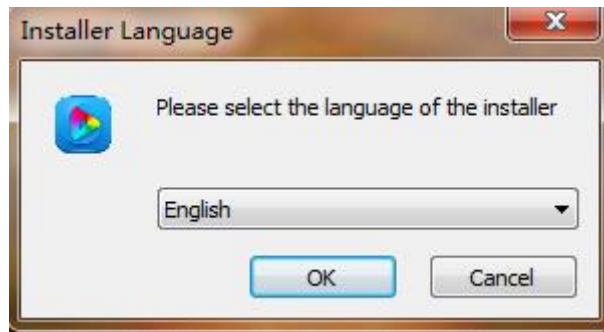 Installer Language
Please select the language of the installer
English
OK
Cancel